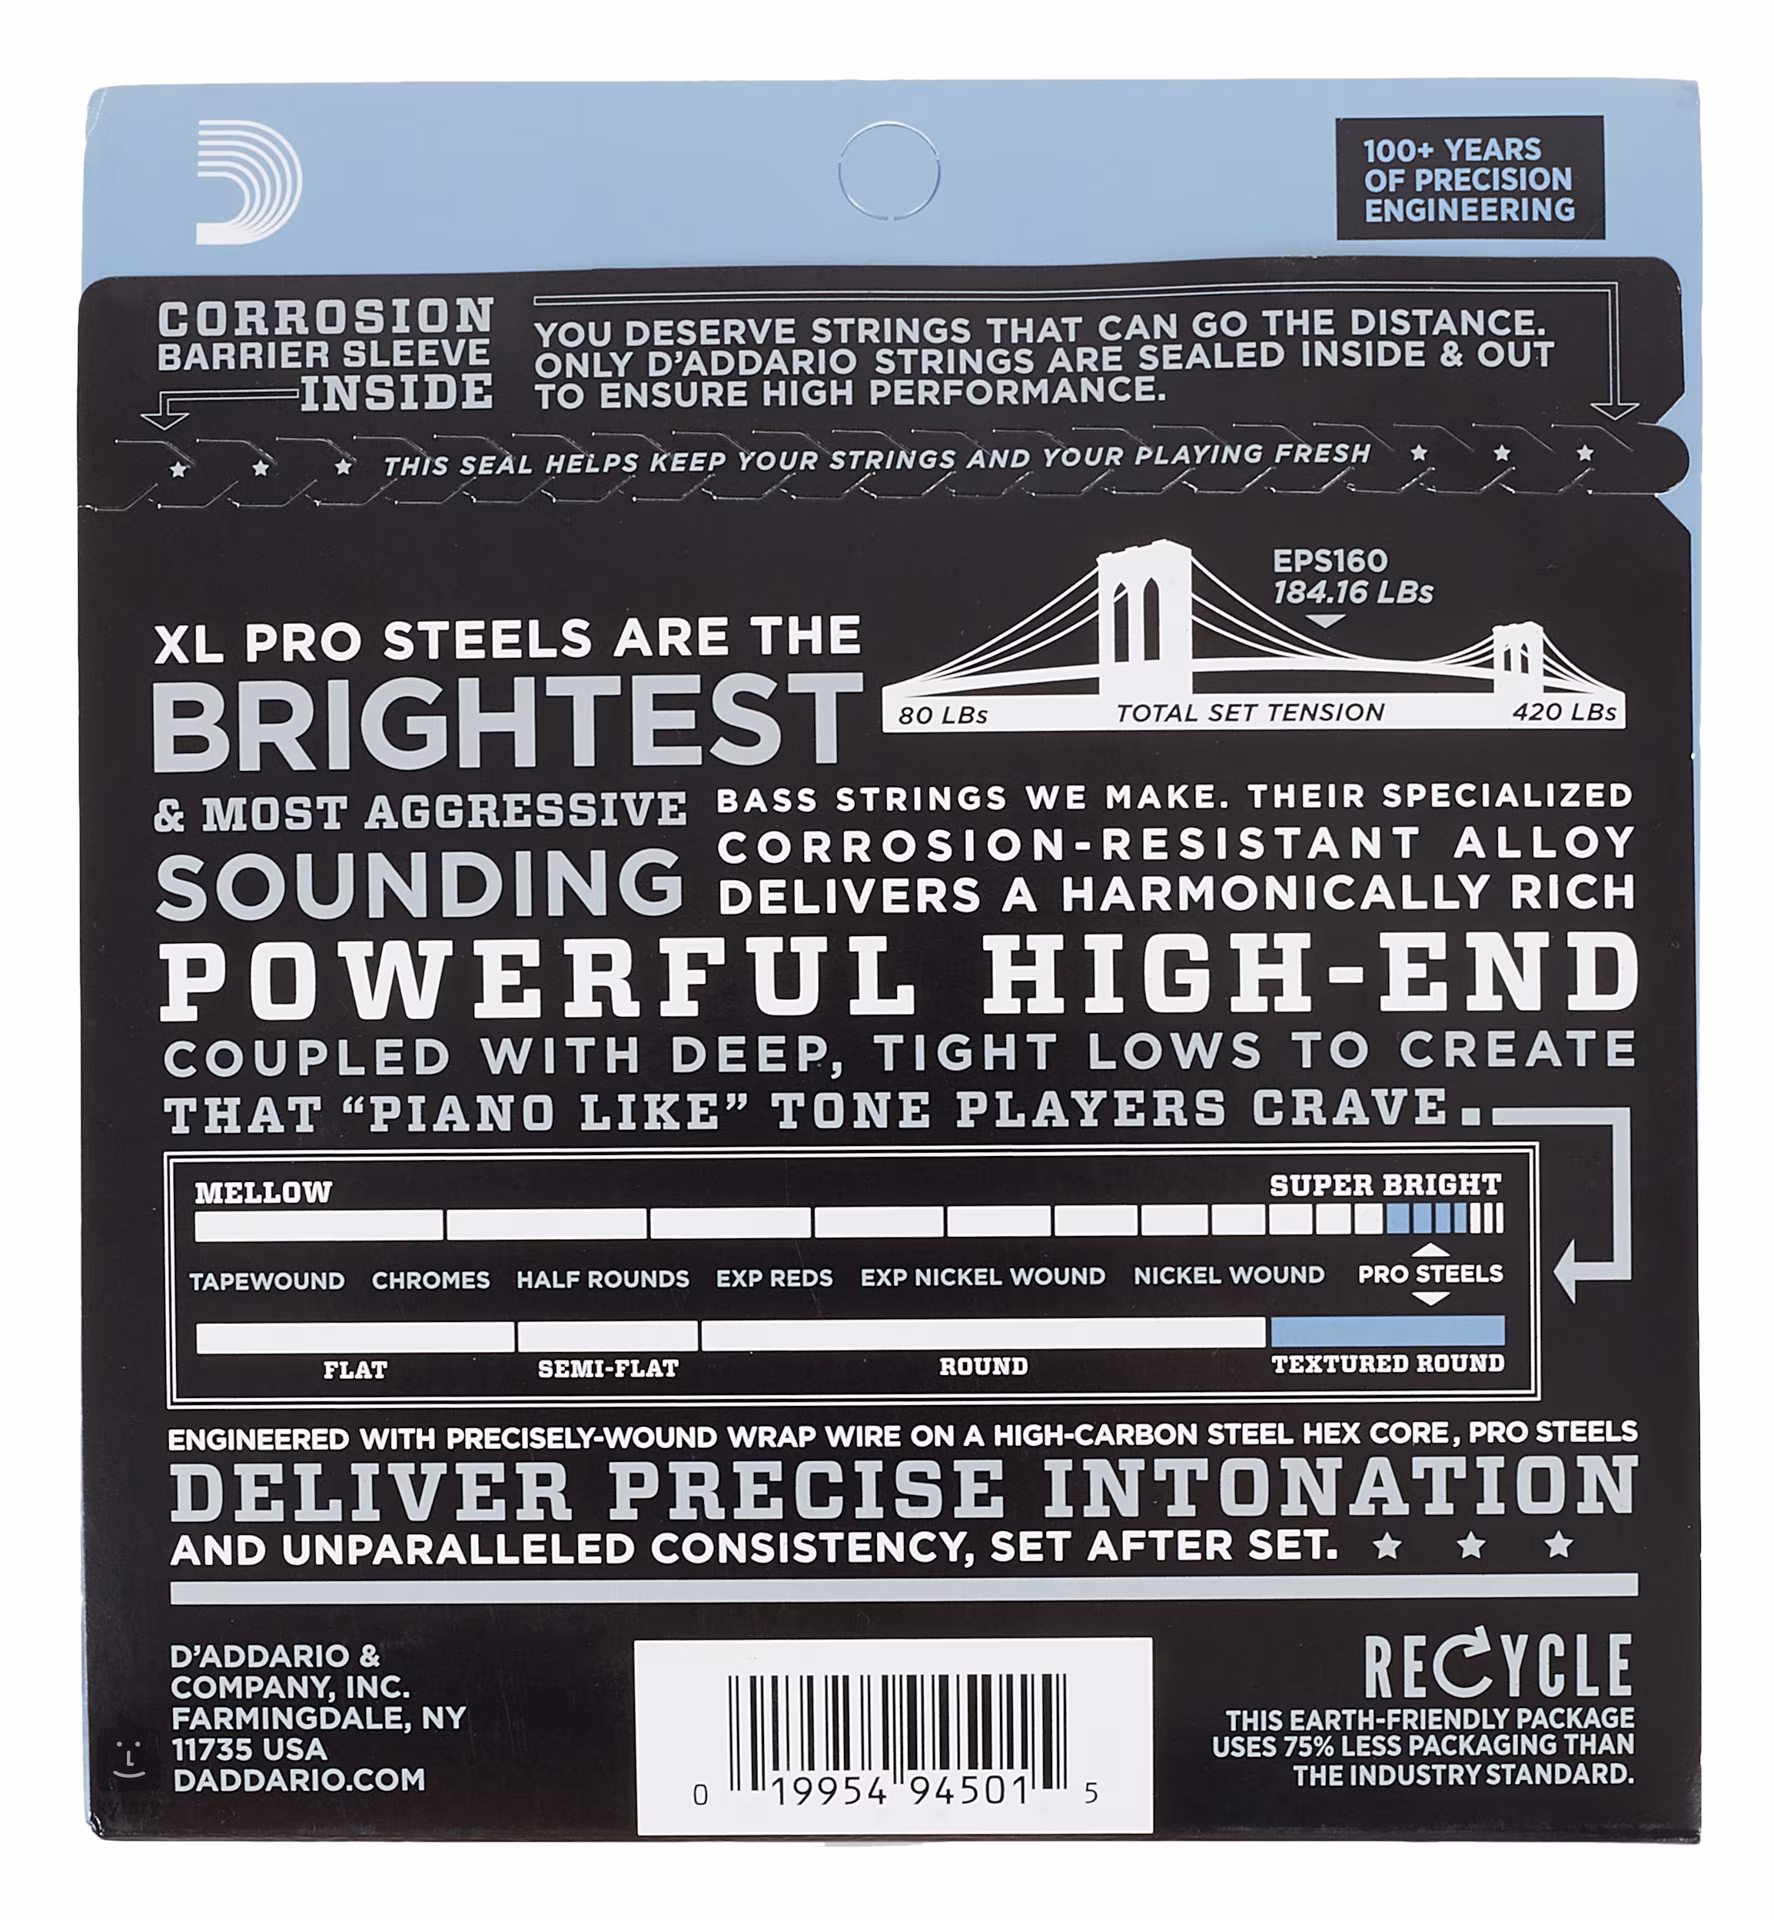 100+ YEARS
OF PRECISION
ENGINEERING
CORROSION
BARRIER SLEEVE
INSIDE
YOU DESERVE STRINGS THAT CAN GO THE DISTANCE.
ONLY D'ADDARIO STRINGS ARE SEALED INSIDE & OUT
TO ENSURE HIGH PERFORMANCE.
THIS SEAL HELPS KEEP YOUR STRINGS AND YOUR PLAYING FRESH
EPS160
184.16 LBs
80 LBs
TOTAL SET TENSION
420 LBs
XL PRO STEELS ARE THE
BRIGHTEST
& MOST AGGRESSIVE
SOUNDING
BASS STRINGS WE MAKE. THEIR SPECIALIZED
CORROSION-RESISTANT ALLOY
DELIVERS A HARMONICALLY RICH
POWERFUL HIGH-END
COUPLED WITH DEEP, TIGHT LOWS TO CREATE
THAT “PIANO LIKE” TONE PLAYERS CRAVE.
MELLOW
SUPER BRIGHT
TAPEWOUND CHROMES HALF ROUNDS EXP REDS EXP NICKEL WOUND NICKEL WOUND PRO STEELS
FLAT SEMI-FLAT ROUND TEXTURED ROUND
ENGINEERED WITH PRECISELY-WOUND WRAP WIRE ON A HIGH-CARBON STEEL HEX CORE, PRO STEELS
DELIVER PRECISE INTONATION
AND UNPARALLELED CONSISTENCY, SET AFTER SET.
D'ADDARIO &
COMPANY, INC.
FARMINGDALE, NY
11735 USA
DADDARIO.COM
0 19954 94501 5
RECYCLE
THIS EARTH-FRIENDLY PACKAGE
USES 75% LESS PACKAGING THAN
THE INDUSTRY STANDARD.